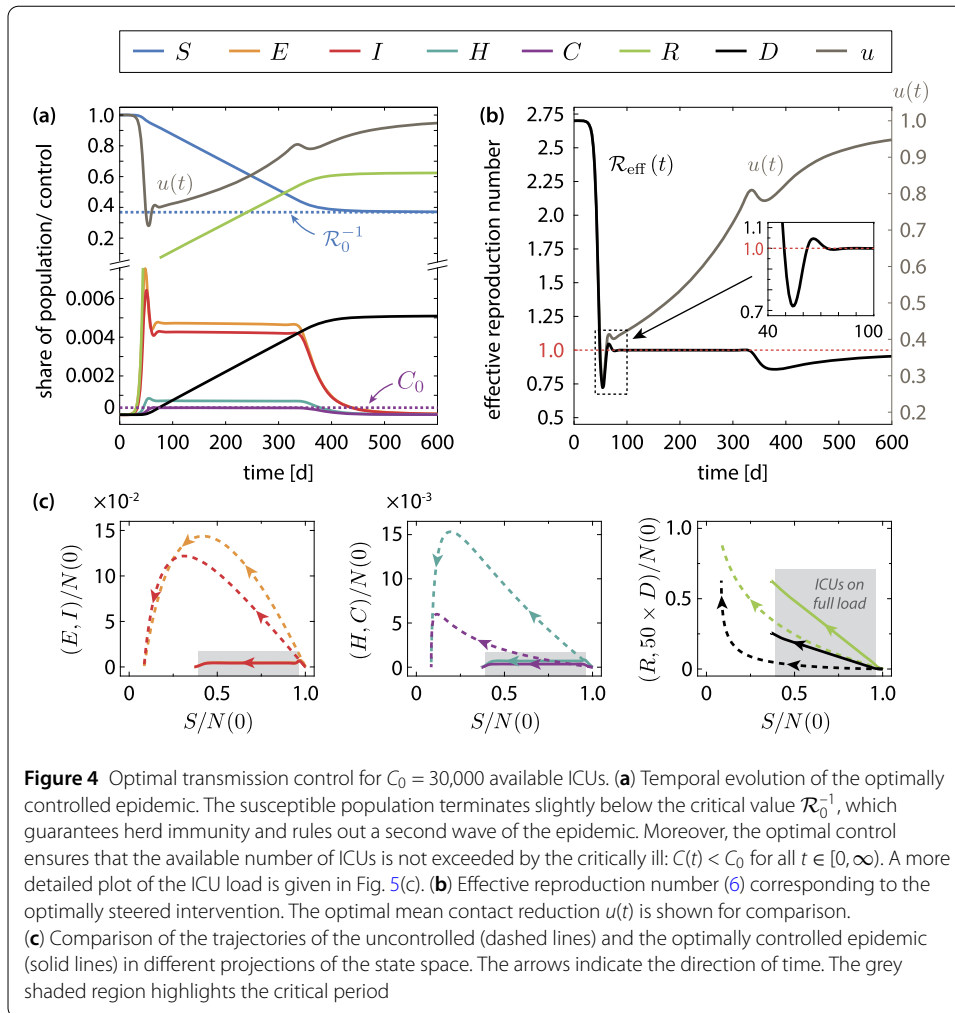 S E I H C R D u
(a)
share of population/ control
1.0
0.8
0.6
0.4
0.2
0.006
0.004
0.002
0
u(t)
R₀⁻¹
C₀
0 100 200 300 400 500 600
time [d]
(b)
effective reproduction number
2.75
2.5
2.25
2.0
1.75
1.5
1.25
1.0
0.75
0.5
R_eff (t)
u(t)
u(t)
1.0
0.9
0.8
0.7
0.6
0.5
0.4
0.3
0.2
1.1
1.0
0.7
40 100
0 100 200 300 400 500 600
time [d]
(c)
×10⁻²
(E, I)/N(0)
15
10
5
0
0 0.5 1.0
S/N(0)
×10⁻³
(H, C)/N(0)
15
10
5
0
0 0.5 1.0
S/N(0)
(R, 50 × D)/N(0)
1.0
0.5
0.0
ICUs on
full load
0 0.5 1.0
S/N(0)
Figure 4 Optimal transmission control for C₀ = 30,000 available ICUs. (a) Temporal evolution of the optimally
controlled epidemic. The susceptible population terminates slightly below the critical value R₀⁻¹, which
guarantees herd immunity and rules out a second wave of the epidemic. Moreover, the optimal control
ensures that the available number of ICUs is not exceeded by the critically ill: C(t) < C₀ for all t ∈ [0, ∞). A more
detailed plot of the ICU load is given in Fig. 5(c). (b) Effective reproduction number (6) corresponding to the
optimally steered intervention. The optimal mean contact reduction u(t) is shown for comparison.
(c) Comparison of the trajectories of the uncontrolled (dashed lines) and the optimally controlled epidemic
(solid lines) in different projections of the state space. The arrows indicate the direction of time. The grey
shaded region highlights the critical period